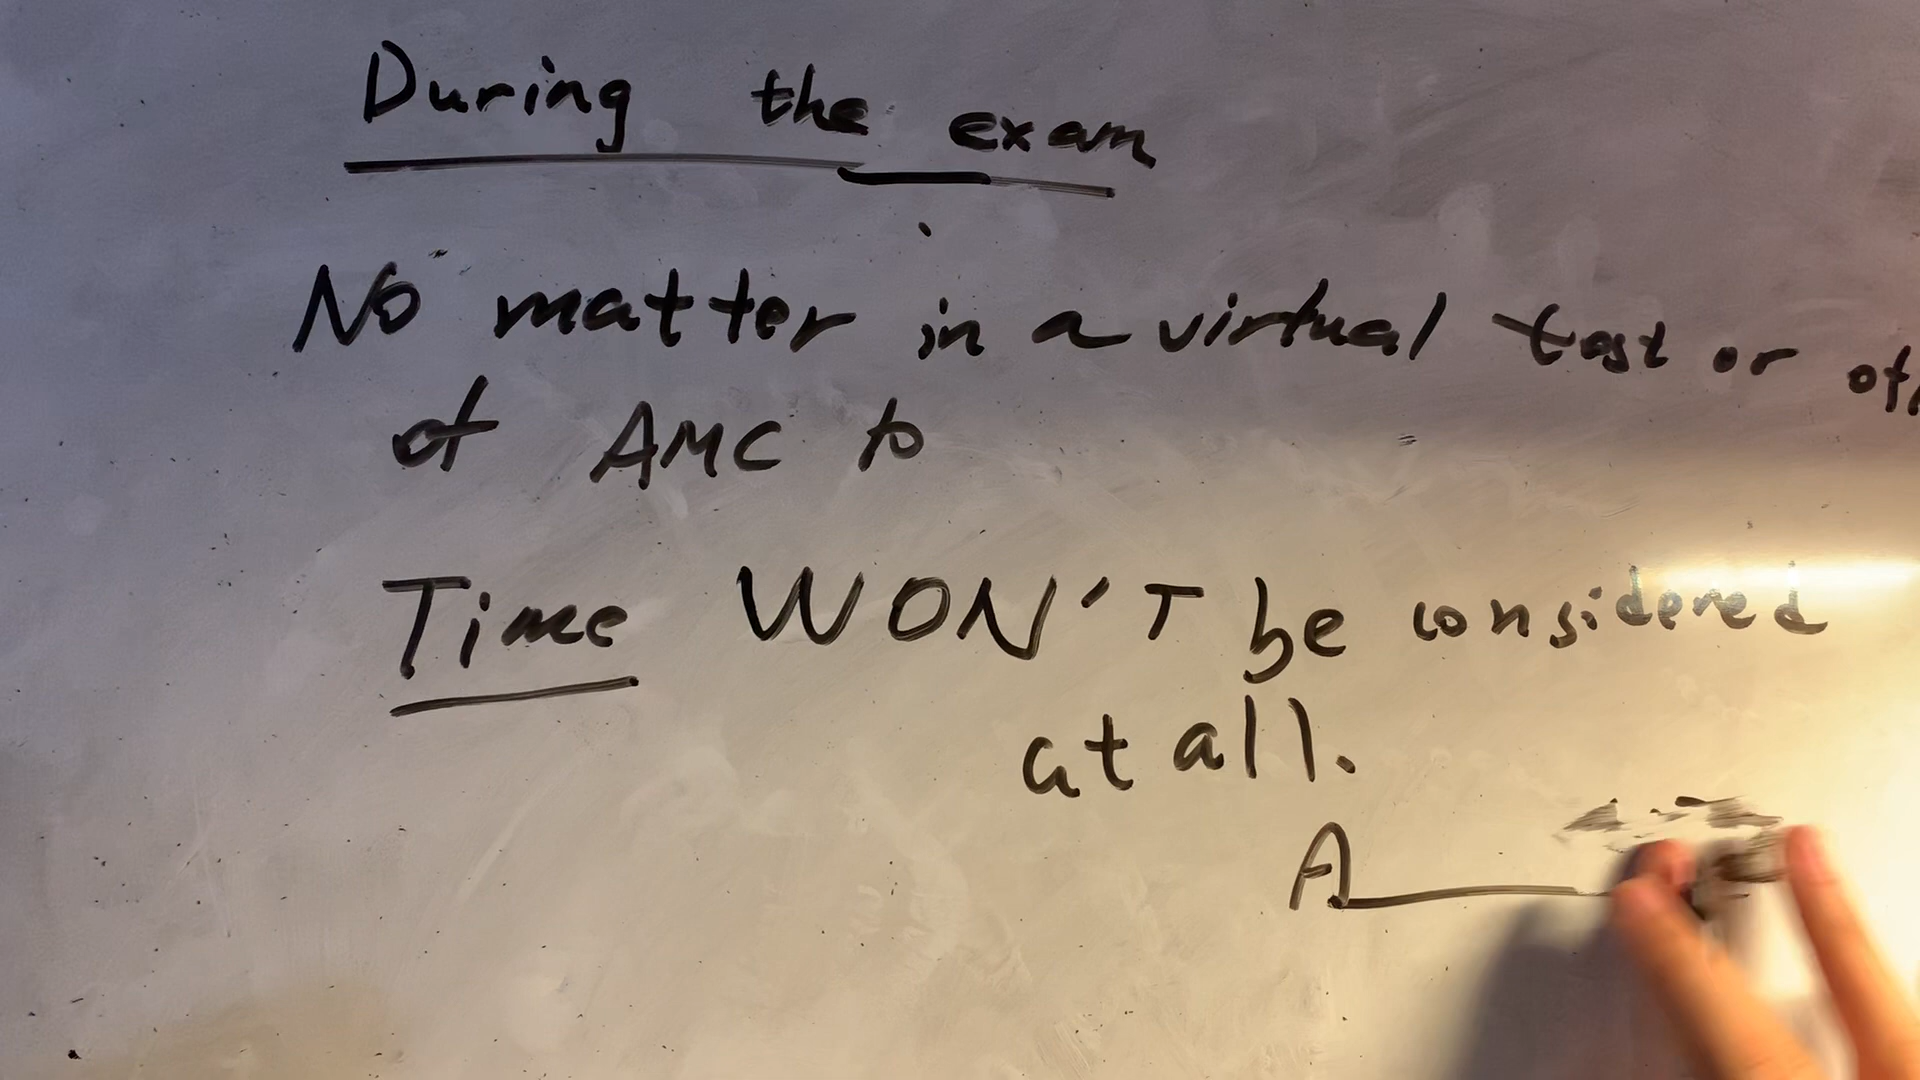 During the exam
No matter in a virtual test or
of AMC to
Time WON'T be considered
at all.
A